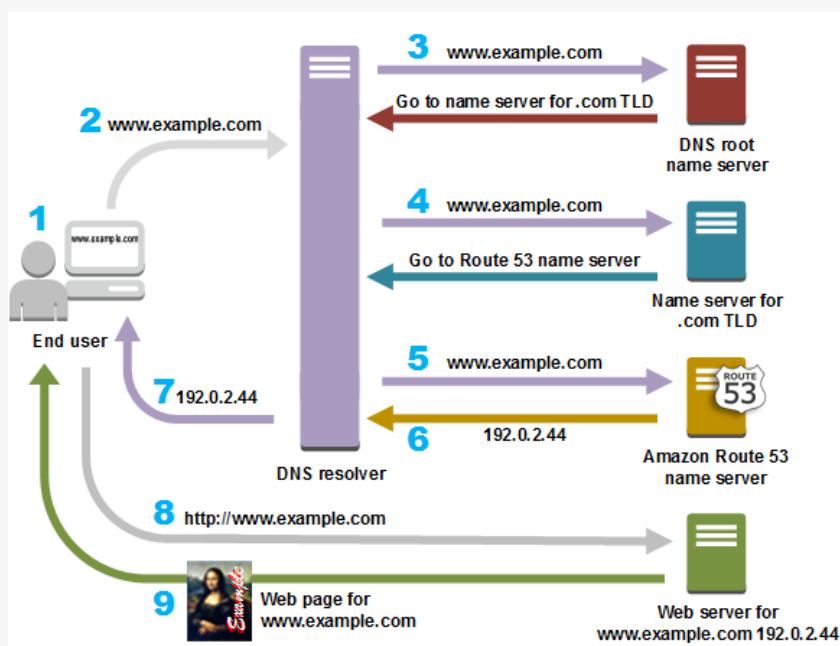 3 www.example.com
Go to name server for .com TLD
DNS root
name server
2 www.example.com
1
www.example.com
End user
4 www.example.com
Go to Route 53 name server
Name server for
.com TLD
5 www.example.com
ROUTE
53
6 192.0.2.44
Amazon Route 53
name server
7 192.0.2.44
DNS resolver
8 http://www.example.com
9 Example
Web page for
www.example.com
Web server for
www.example.com 192.0.2.44